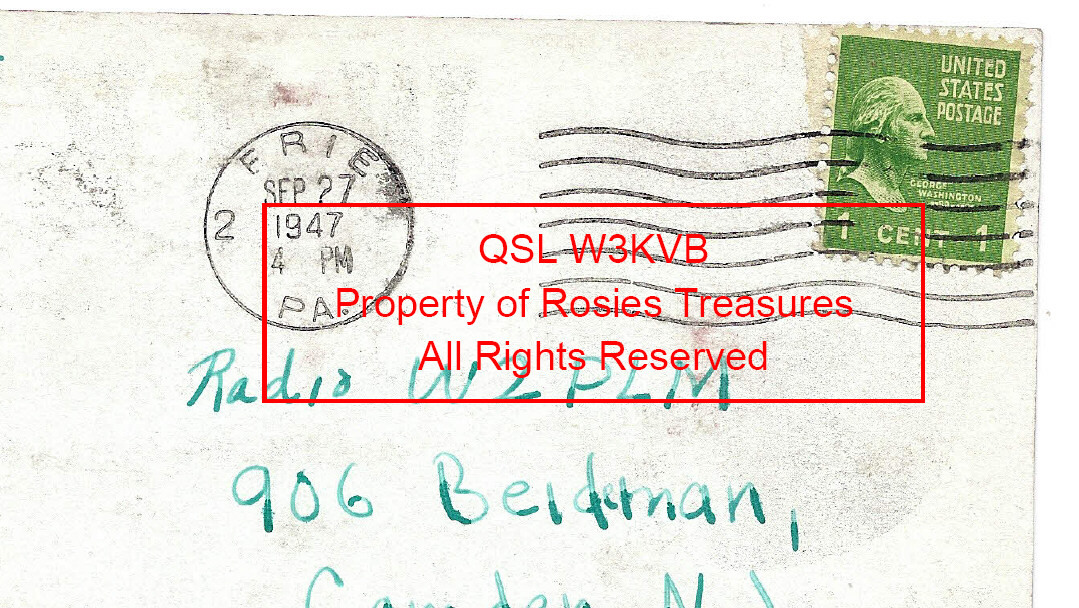 UNITED
STATES
POSTAGE
GEORGE
WASHINGTON
1 CENT 1
ERIE
SEP 27
2 1947
4 PM
PA.
QSL W3KVB
Property of Rosies Treasures
All Rights Reserved
Radio W2PLM
906 Beideman,
Camden N.J.